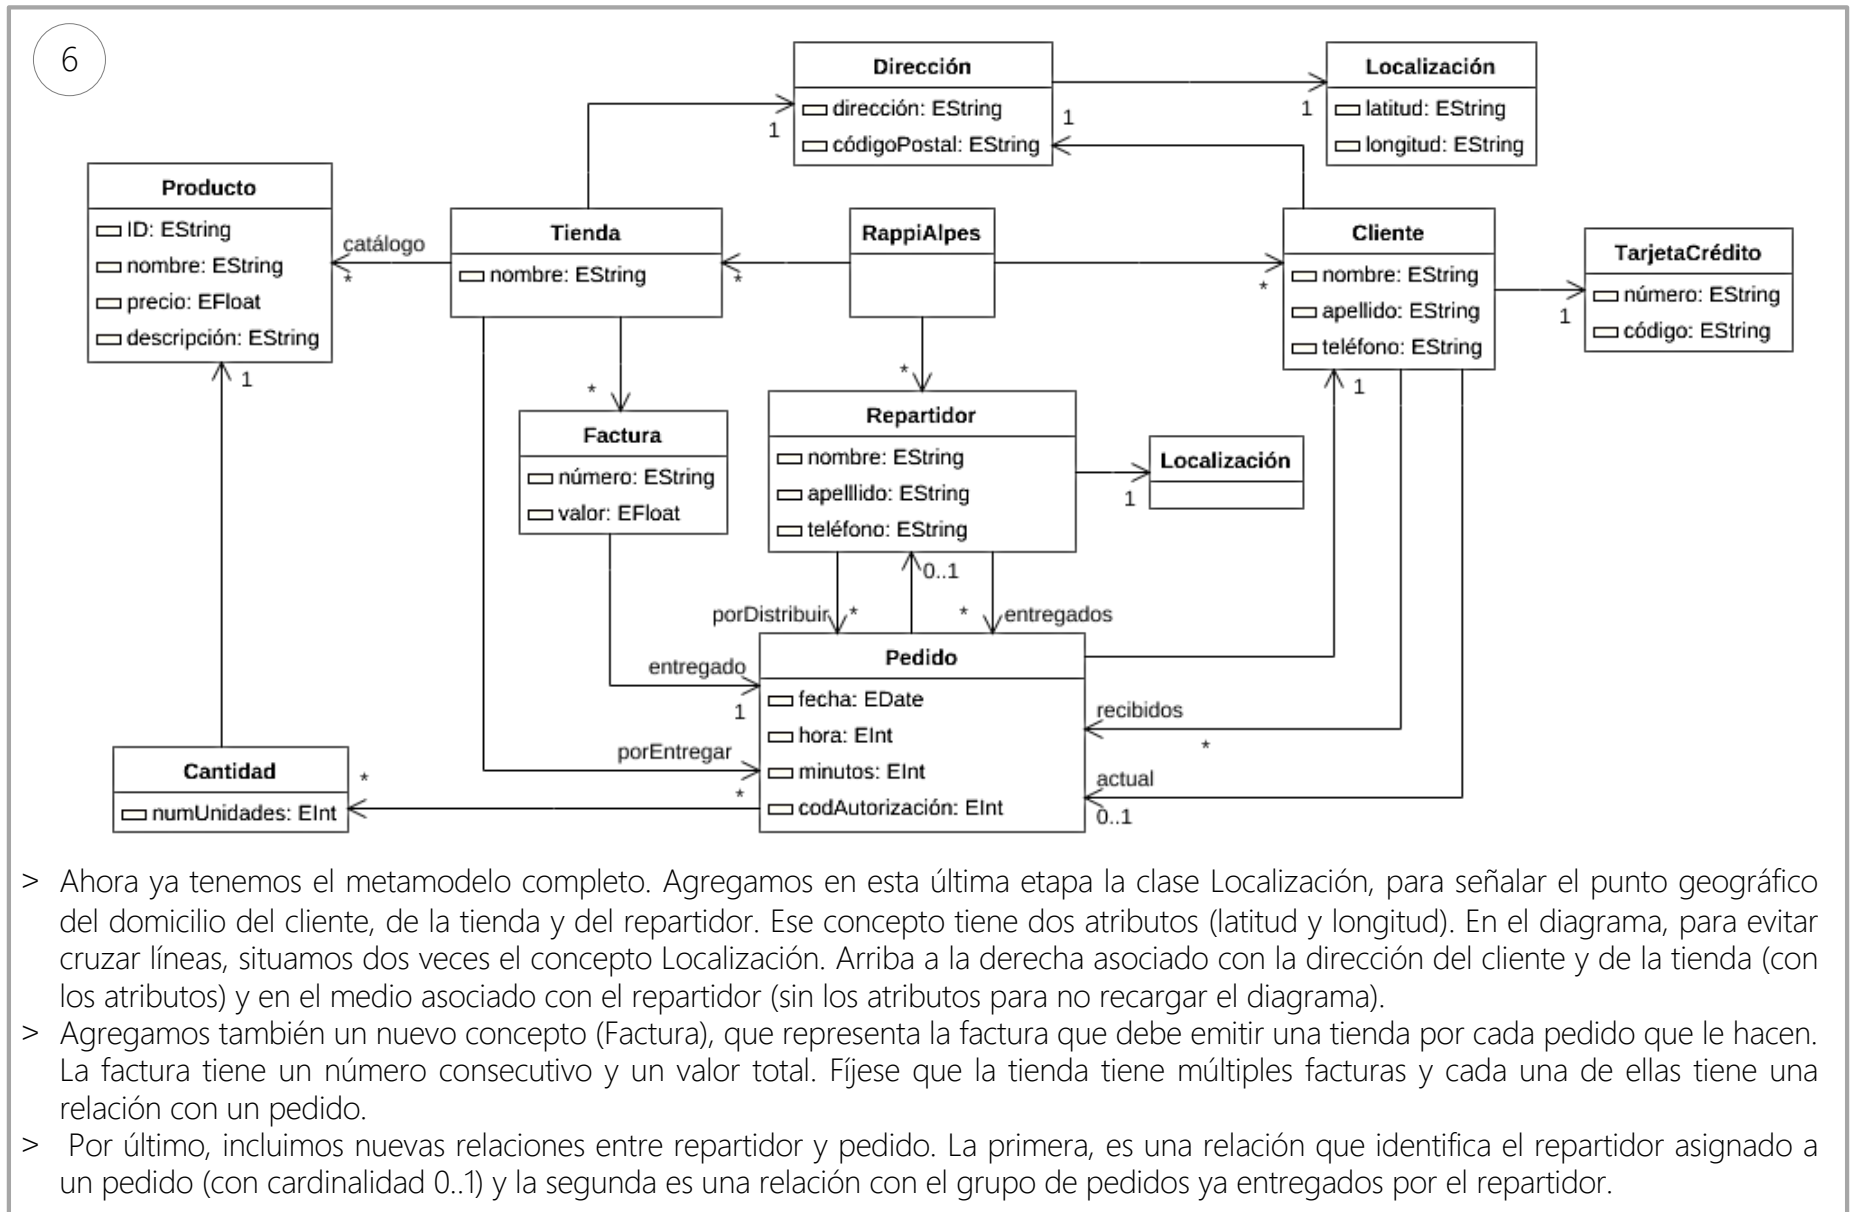 6
Dirección
dirección: EString
códigoPostal: EString
Localización
latitud: EString
longitud: EString
1
1
1
Producto
ID: EString
nombre: EString
precio: EFloat
descripción: EString
catálogo
*
Tienda
nombre: EString
*
RappiAlpes
*
Cliente
nombre: EString
apellido: EString
teléfono: EString
TarjetaCrédito
número: EString
código: EString
1
1
*
*
1
Factura
número: EString
valor: EFloat
Repartidor
nombre: EString
apelllido: EString
teléfono: EString
Localización
1
0..1
porDistribuir
*
*
entregados
entregado
1
Pedido
fecha: EDate
hora: EInt
minutos: EInt
codAutorización: EInt
recibidos
*
porEntregar
*
actual
0..1
Cantidad
numUnidades: EInt
*
> Ahora ya tenemos el metamodelo completo. Agregamos en esta última etapa la clase Localización, para señalar el punto geográfico
del domicilio del cliente, de la tienda y del repartidor. Ese concepto tiene dos atributos (latitud y longitud). En el diagrama, para evitar
cruzar líneas, situamos dos veces el concepto Localización. Arriba a la derecha asociado con la dirección del cliente y de la tienda (con
los atributos) y en el medio asociado con el repartidor (sin los atributos para no recargar el diagrama).
> Agregamos también un nuevo concepto (Factura), que representa la factura que debe emitir una tienda por cada pedido que le hacen.
La factura tiene un número consecutivo y un valor total. Fíjese que la tienda tiene múltiples facturas y cada una de ellas tiene una
relación con un pedido.
> Por último, incluimos nuevas relaciones entre repartidor y pedido. La primera, es una relación que identifica el repartidor asignado a
un pedido (con cardinalidad 0..1) y la segunda es una relación con el grupo de pedidos ya entregados por el repartidor.